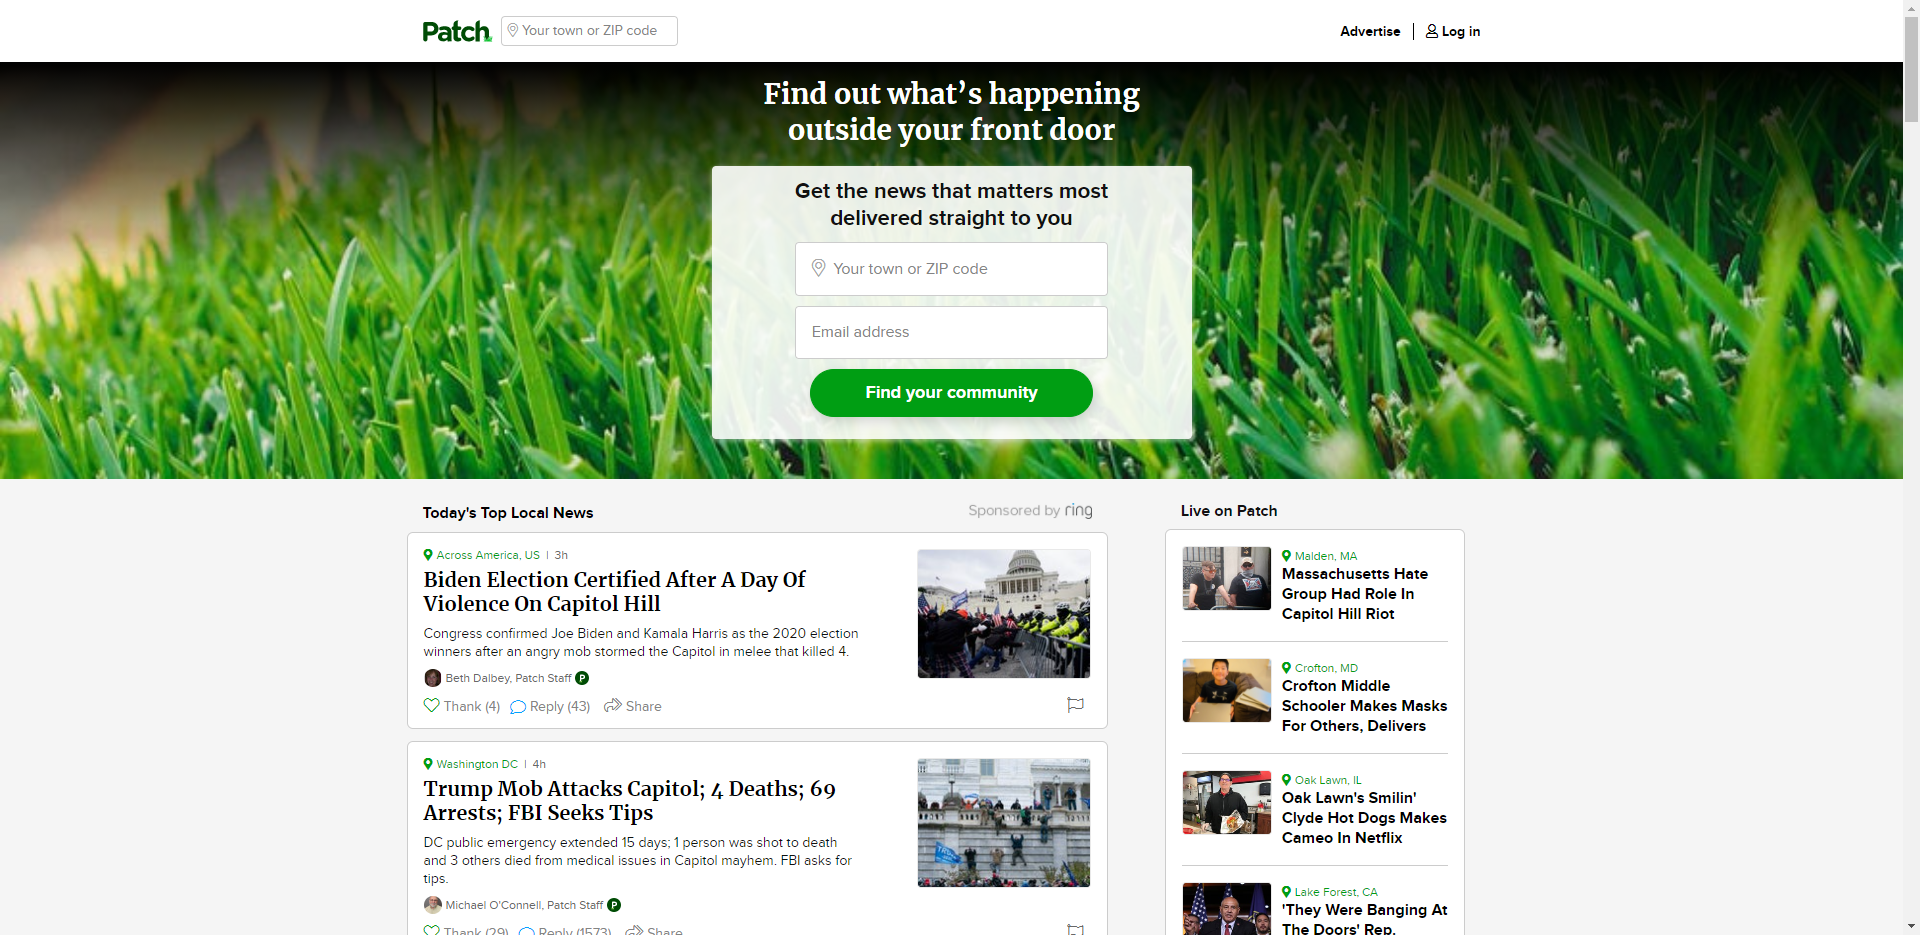 Patch
Your town or ZIP code
Advertise
Log in
Find out what’s happening
outside your front door
Get the news that matters most
delivered straight to you
Your town or ZIP code
Email address
Find your community
Today's Top Local News
Sponsored by ring
Across America, US | 3h
Biden Election Certified After A Day Of
Violence On Capitol Hill
Congress confirmed Joe Biden and Kamala Harris as the 2020 election
winners after an angry mob stormed the Capitol in melee that killed 4.
Beth Dalbey, Patch Staff P
Thank (4)
Reply (43)
Share
Washington DC | 4h
Trump Mob Attacks Capitol; 4 Deaths; 69
Arrests; FBI Seeks Tips
DC public emergency extended 15 days; 1 person was shot to death
and 3 others died from medical issues in Capitol mayhem. FBI asks for
tips.
TRUMP
Michael O'Connell, Patch Staff P
Thank (29)
Reply (1573)
Share
Live on Patch
Malden, MA
Massachusetts Hate
Group Had Role In
Capitol Hill Riot
Crofton, MD
Crofton Middle
Schooler Makes Masks
For Others, Delivers
Oak Lawn, IL
Oak Lawn's Smilin'
Clyde Hot Dogs Makes
Cameo In Netflix
Lake Forest, CA
'They Were Banging At
The Doors' Rep.